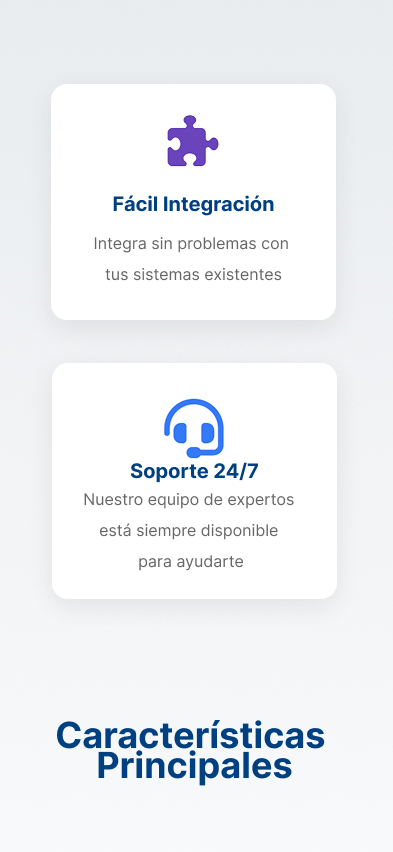 Fácil Integración
Integra sin problemas con
tus sistemas existentes
Soporte 24/7
Nuestro equipo de expertos
está siempre disponible
para ayudarte
Características
Principales